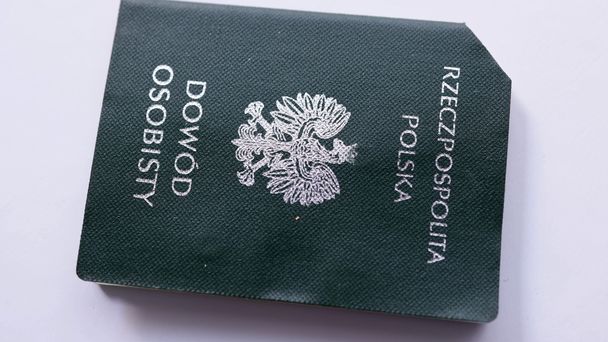 RZECZPOSPOLITA
POLSKA
DOWÓD
OSOBISTY